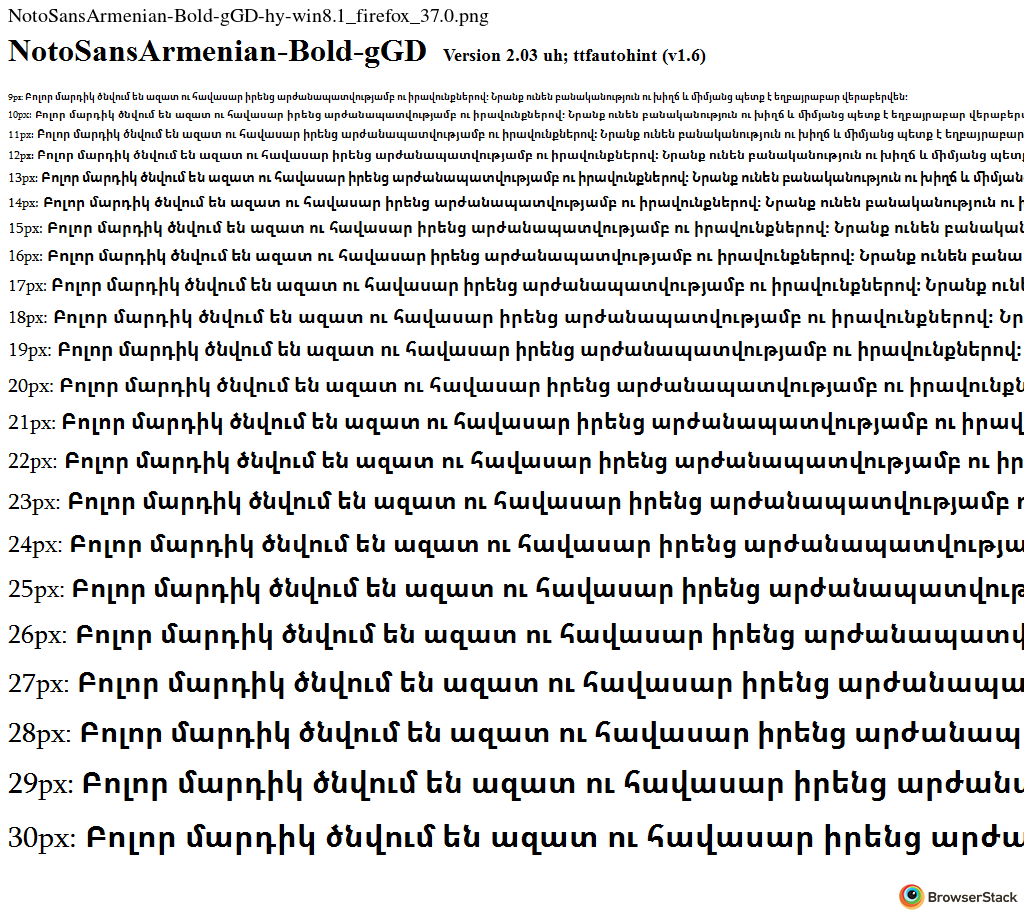 NotoSansArmenian-Bold-gGD-hy-win8.1_firefox_37.0.png
NotoSansArmenian-Bold-gGD Version 2.03 uh; ttfautohint (v1.6)
9px: Բոլոր մարդիկ ծնվում են ազատ ու հավասար իրենց արժանապատվությամբ ու իրավունքներով։ Նրանք ունեն բանականություն ու խիղճ և միմյանց պետք է եղբայրաբար վերաբերվեն։
10px: Բոլոր մարդիկ ծնվում են ազատ ու հավասար իրենց արժանապատվությամբ ու իրավունքներով։ Նրանք ունեն բանականություն ու խիղճ և միմյանց պետք է եղբայրաբար վերաբերվ
11px: Բոլոր մարդիկ ծնվում են ազատ ու հավասար իրենց արժանապատվությամբ ու իրավունքներով։ Նրանք ունեն բանականություն ու խիղճ և միմյանց պետք է եղբայրաբար
12px: Բոլոր մարդիկ ծնվում են ազատ ու հավասար իրենց արժանապատվությամբ ու իրավունքներով։ Նրանք ունեն բանականություն ու խիղճ և միմյանց պետ
13px: Բոլոր մարդիկ ծնվում են ազատ ու հավասար իրենց արժանապատվությամբ ու իրավունքներով։ Նրանք ունեն բանականություն ու խիղճ և միմյան
14px: Բոլոր մարդիկ ծնվում են ազատ ու հավասար իրենց արժանապատվությամբ ու իրավունքներով։ Նրանք ունեն բանականություն ու խ
15px: Բոլոր մարդիկ ծնվում են ազատ ու հավասար իրենց արժանապատվությամբ ու իրավունքներով։ Նրանք ունեն բանական
16px: Բոլոր մարդիկ ծնվում են ազատ ու հավասար իրենց արժանապատվությամբ ու իրավունքներով։ Նրանք ունեն բանա
17px: Բոլոր մարդիկ ծնվում են ազատ ու հավասար իրենց արժանապատվությամբ ու իրավունքներով։ Նրանք ունե
18px: Բոլոր մարդիկ ծնվում են ազատ ու հավասար իրենց արժանապատվությամբ ու իրավունքներով։ Նր
19px: Բոլոր մարդիկ ծնվում են ազատ ու հավասար իրենց արժանապատվությամբ ու իրավունքներով։
20px: Բոլոր մարդիկ ծնվում են ազատ ու հավասար իրենց արժանապատվությամբ ու իրավունքն
21px: Բոլոր մարդիկ ծնվում են ազատ ու հավասար իրենց արժանապատվությամբ ու իրավ
22px: Բոլոր մարդիկ ծնվում են ազատ ու հավասար իրենց արժանապատվությամբ ու իր
23px: Բոլոր մարդիկ ծնվում են ազատ ու հավասար իրենց արժանապատվությամբ
24px: Բոլոր մարդիկ ծնվում են ազատ ու հավասար իրենց արժանապատվությա
25px: Բոլոր մարդիկ ծնվում են ազատ ու հավասար իրենց արժանապատվութ
26px: Բոլոր մարդիկ ծնվում են ազատ ու հավասար իրենց արժանապատվ
27px: Բոլոր մարդիկ ծնվում են ազատ ու հավասար իրենց արժանապա
28px: Բոլոր մարդիկ ծնվում են ազատ ու հավասար իրենց արժանապ
29px: Բոլոր մարդիկ ծնվում են ազատ ու հավասար իրենց արժան
30px: Բոլոր մարդիկ ծնվում են ազատ ու հավասար իրենց արժա
BrowserStack